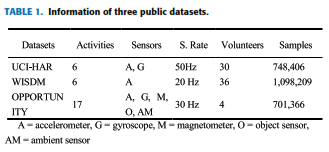 TABLE 1. Information of three public datasets.
Datasets Activities Sensors S. Rate Volunteers Samples
UCI-HAR 6 A, G 50Hz 30 748,406
WISDM 6 A 20 Hz 36 1,098,209
OPPORTUN
ITY 17 A, G, M,
O, AM 30 Hz 4 701,366
A = accelerometer, G = gyroscope, M = magnetometer, O = object sensor,
AM = ambient sensor